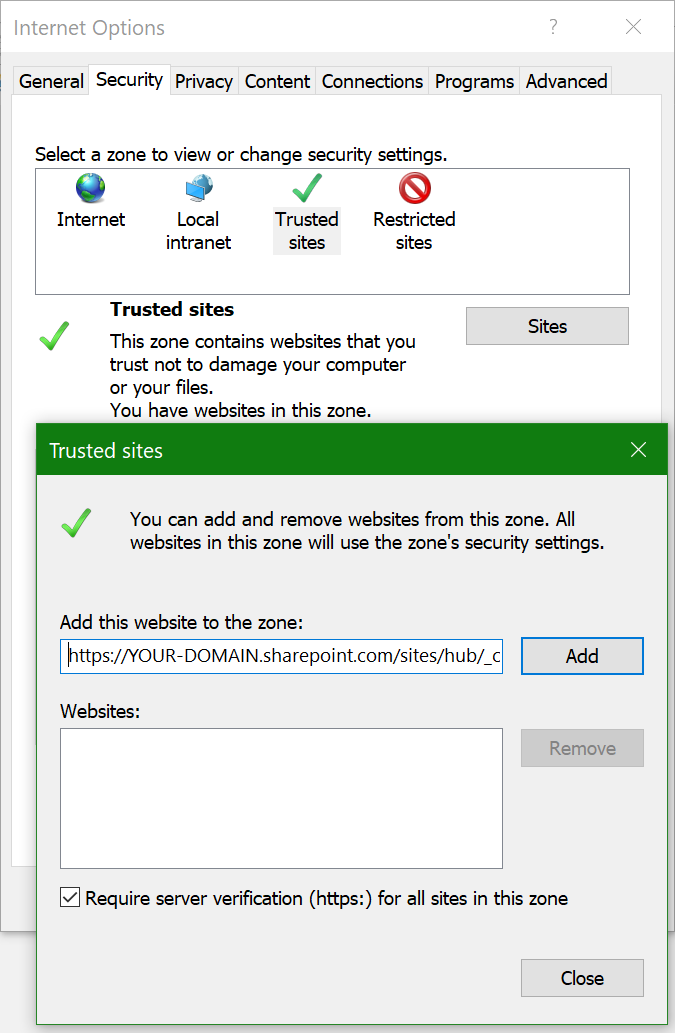 Internet Options
?
General Security Privacy Content Connections Programs Advanced
Select a zone to view or change security settings.
Internet
Local
intranet
Trusted
sites
Restricted
sites
Trusted sites
Sites
This zone contains websites that you
trust not to damage your computer
or your files.
You have websites in this zone.
Trusted sites
You can add and remove websites from this zone. All
websites in this zone will use the zone's security settings.
Add this website to the zone:
https://YOUR-DOMAIN.sharepoint.com/sites/hub/_c
Add
Websites:
Remove
Require server verification (https:) for all sites in this zone
Close